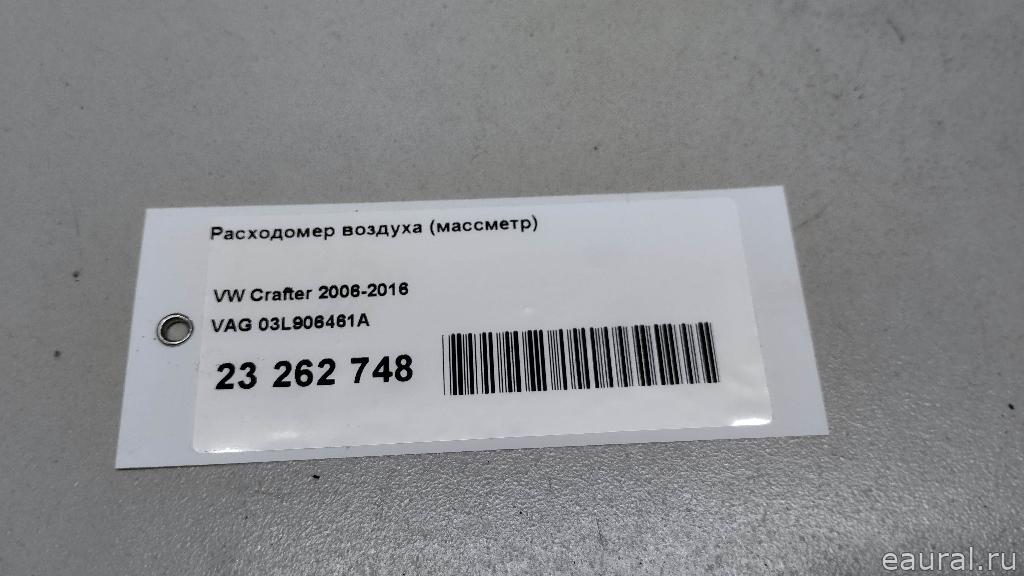 Расходомер воздуха (массметр)
VW Crafter 2006-2016
VAG 03L906461A
23 262 748
eaural.ru